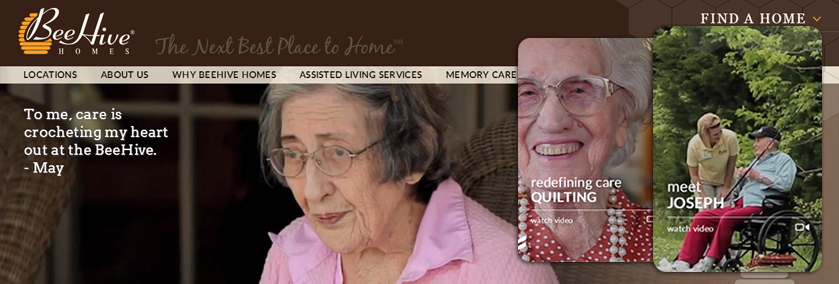 BeeHive®
HOMES
The Next Best Place to Home℠
FIND A HOME
LOCATIONS ABOUT US WHY BEEHIVE HOMES ASSISTED LIVING SERVICES MEMORY CARE
To me, care is
crocheting my heart
out at the BeeHive.
- May
redefining care
QUILTING
watch video
meet
JOSEPH
watch video